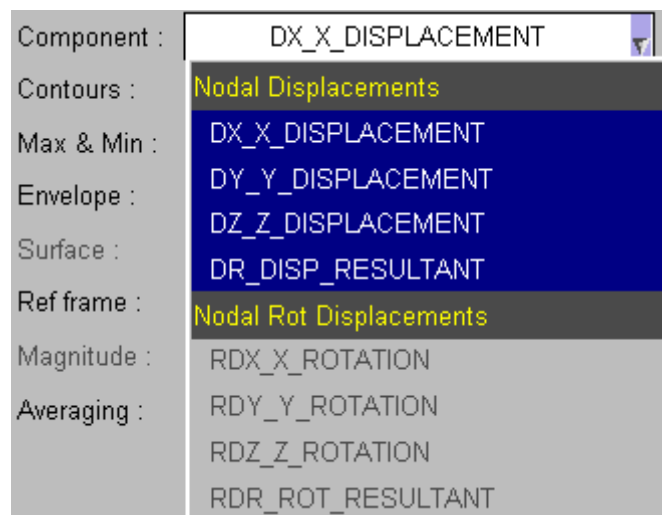 Component : DX_X_DISPLACEMENT
Contours : Nodal Displacements
Max & Min : DX_X_DISPLACEMENT
DY_Y_DISPLACEMENT
Envelope :
DZ_Z_DISPLACEMENT
Surface :
DR_DISP_RESULTANT
Ref frame : Nodal Rot Displacements
Magnitude : RDX_X_ROTATION
Averaging : RDY_Y_ROTATION
RDZ_Z_ROTATION
RDR_ROT_RESULTANT